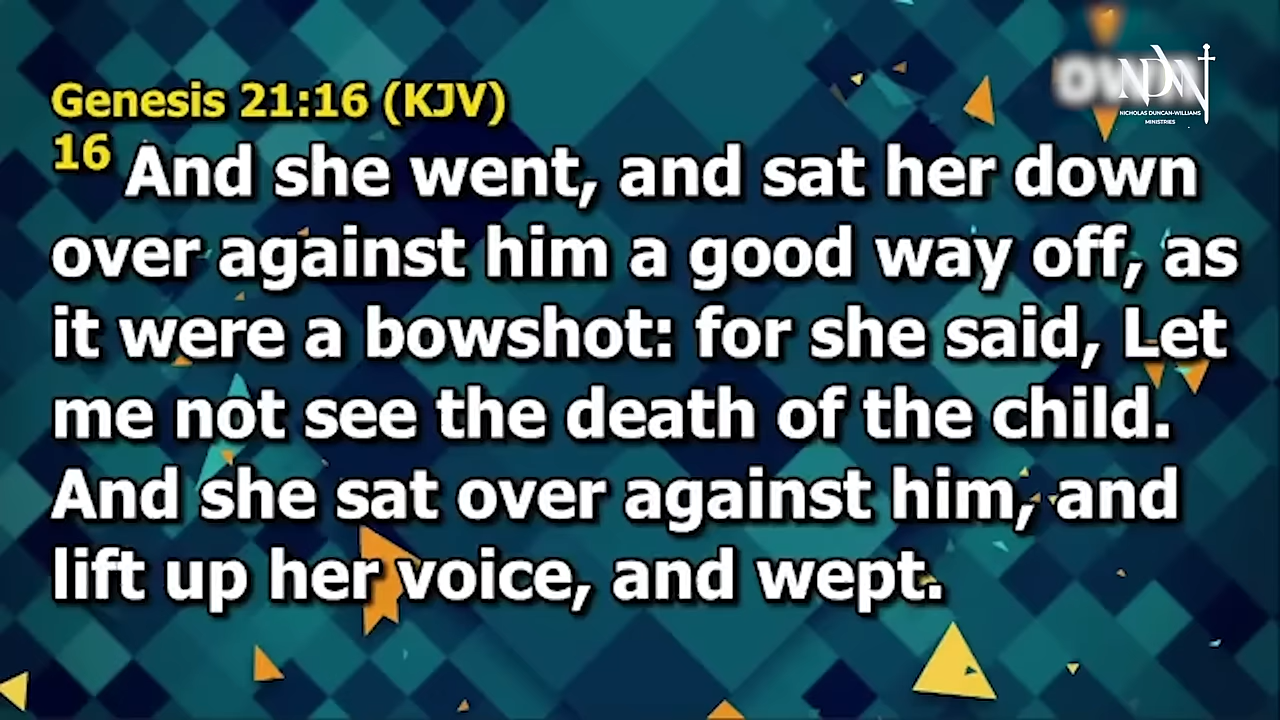 Genesis 21:16 (KJV)
16 And she went, and sat her down
over against him a good way off, as
it were a bowshot: for she said, Let
me not see the death of the child.
And she sat over against him, and
lift up her voice, and wept.
NDW
NICHOLAS DUNCAN-WILLIAMS
MINISTRIES